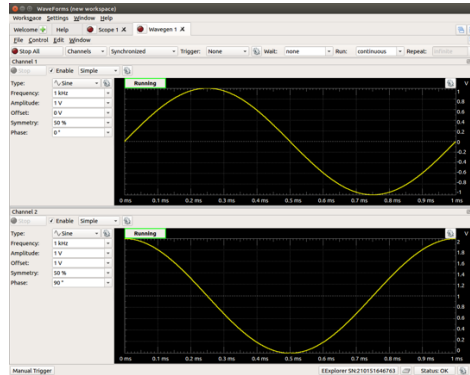 WaveForms (new workspace)
Workspace Settings Window Help
Welcome Help Scope 1 Wavegen 1
File Control Edit Window
Stop All Channels Synchronized Trigger: None Wait: none Run: continuous Repeat: Infinite
Channel 1
Stop Enable Simple
Type: Sine Running V
Frequency: 1 kHz
Amplitude: 1 V
Offset: 0 V
Symmetry: 50 %
Phase: 0 °
1
0.8
0.6
0.4
0.2
0
-0.2
-0.4
-0.6
-0.8
-1
0 ms 0.1 ms 0.2 ms 0.3 ms 0.4 ms 0.5 ms 0.6 ms 0.7 ms 0.8 ms 0.9 ms 1 ms
Channel 2
Stop Enable Simple
Type: Sine Running V
Frequency: 1 kHz
Amplitude: 1 V
Offset: 1 V
Symmetry: 50 %
Phase: 90 °
2
1.8
1.6
1.4
1.2
1
0.8
0.6
0.4
0.2
0
0 ms 0.1 ms 0.2 ms 0.3 ms 0.4 ms 0.5 ms 0.6 ms 0.7 ms 0.8 ms 0.9 ms 1 ms
Manual Trigger EExplorer SN:210151646763 Status: OK